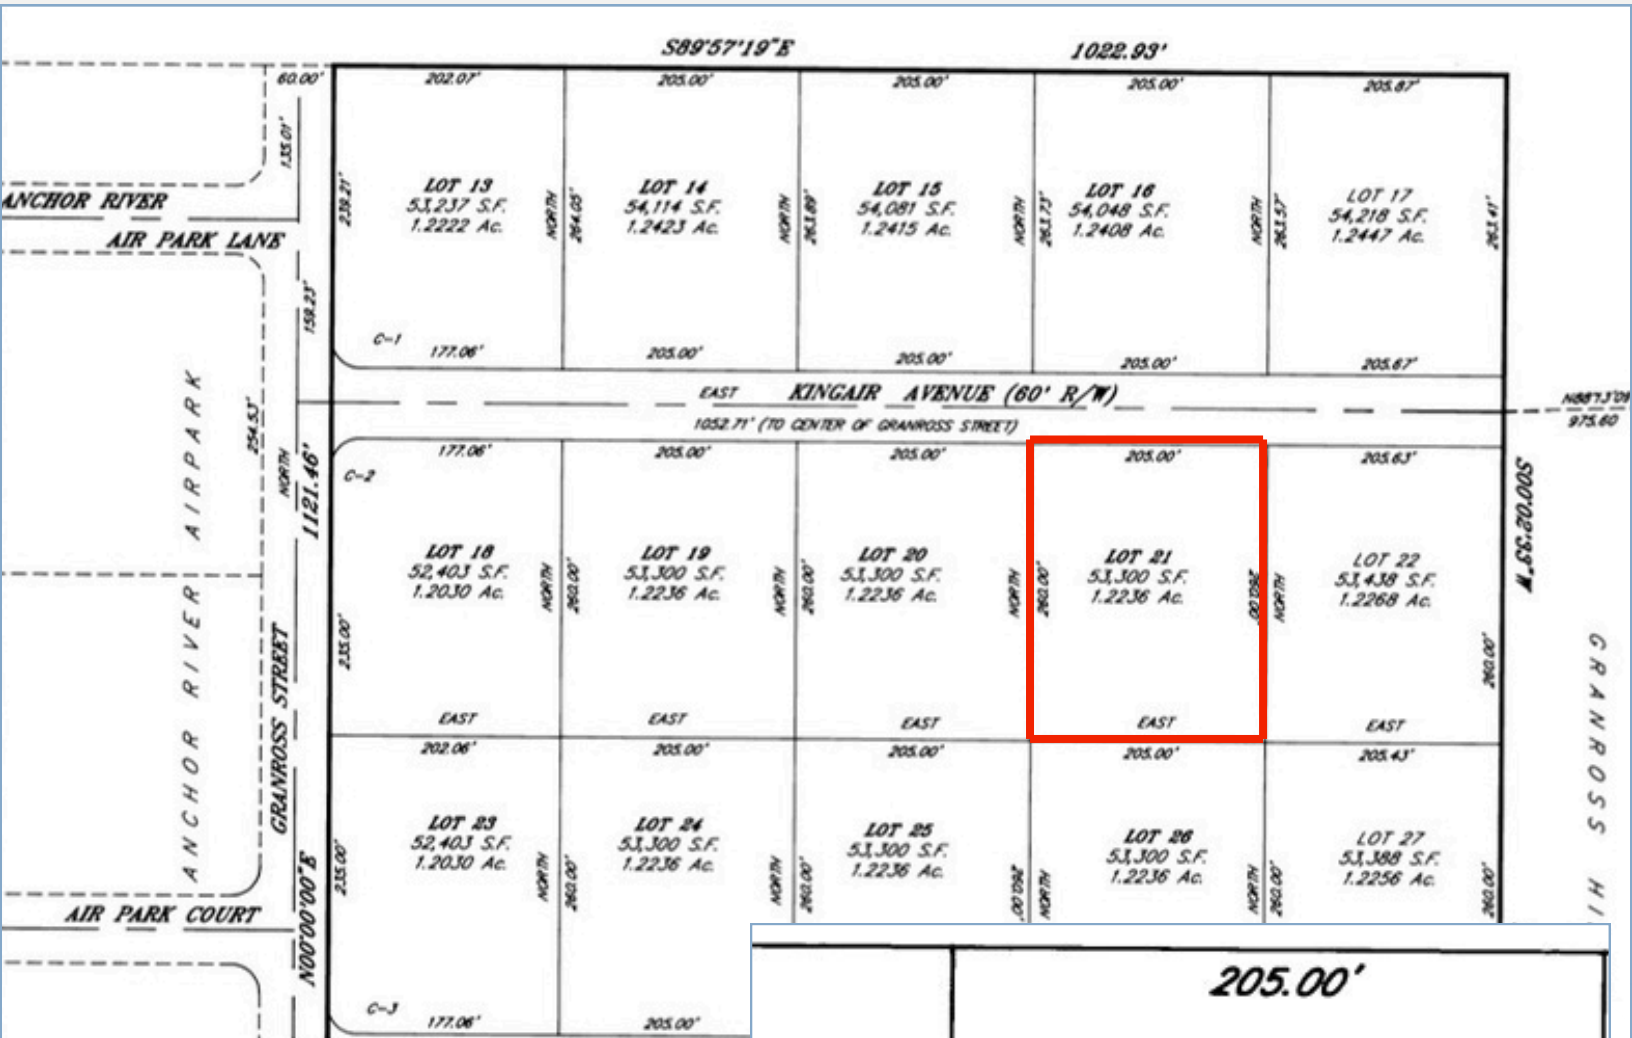 S89°57'19"E 1022.93'
60.00' 202.07' 205.00' 205.00' 205.00' 205.87'
135.01'
239.21'
LOT 13
53,237 S.F.
1.2222 Ac.
NORTH
264.05'
LOT 14
54,114 S.F.
1.2423 Ac.
NORTH
263.89'
LOT 15
54,081 S.F.
1.2415 Ac.
NORTH
263.73'
LOT 16
54,048 S.F.
1.2408 Ac.
NORTH
263.57'
LOT 17
54,218 S.F.
1.2447 Ac.
263.41'
ANCHOR RIVER
AIR PARK LANE
159.23'
C-1
177.06' 205.00' 205.00' 205.00' 205.67'
EAST KINGAIR AVENUE (60' R/W)
1052.71' (TO CENTER OF GRANROSS STREET)
975.60
254.53'
NORTH
1121.46'
ANCHOR RIVER AIRPARK
GRANROSS STREET
N00°00'00"E
C-2
177.06' 205.00' 205.00' 205.00' 205.63'
S00°02'33"W
235.00'
LOT 18
52,403 S.F.
1.2030 Ac.
NORTH
260.00'
LOT 19
53,300 S.F.
1.2236 Ac.
NORTH
260.00'
LOT 20
53,300 S.F.
1.2236 Ac.
NORTH
260.00'
LOT 21
53,300 S.F.
1.2236 Ac.
260.00'
NORTH
LOT 22
53,438 S.F.
1.2268 Ac.
260.00'
EAST EAST EAST EAST EAST
202.06' 205.00' 205.00' 205.00' 205.43'
235.00'
LOT 23
52,403 S.F.
1.2030 Ac.
NORTH
260.00'
LOT 24
53,300 S.F.
1.2236 Ac.
NORTH
260.00'
LOT 25
53,300 S.F.
1.2236 Ac.
260.00'
NORTH
LOT 26
53,300 S.F.
1.2236 Ac.
NORTH
260.00'
LOT 27
53,388 S.F.
1.2256 Ac.
260.00'
GRANROSS
AIR PARK COURT
C-3
177.06' 205.00'
205.00'